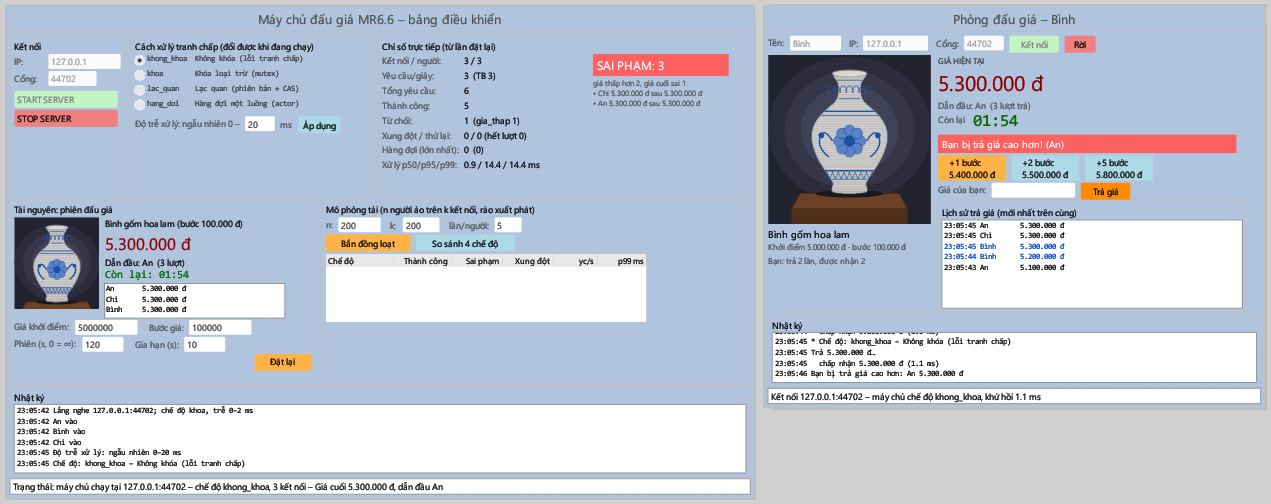 Máy chủ đấu giá MR6.6 – bảng điều khiển
Kết nối
IP: 127.0.0.1
Cổng: 44702
START SERVER
STOP SERVER
Cách xử lý tranh chấp (đổi được khi đang chạy)
khong_khoa Không khóa (lỗi tranh chấp)
khoa Khóa loại trừ (mutex)
lac_quan Lạc quan (phiên bản + CAS)
hang_doi Hàng đợi một luồng (actor)
Độ trễ xử lý: ngẫu nhiên 0 – 20 ms Áp dụng
Chỉ số trực tiếp (từ lần đặt lại)
Kết nối / người: 3 / 3
Yêu cầu/giây: 3 (TB 3)
Tổng yêu cầu: 6
Thành công: 5
Từ chối: 1 (gia_thap 1)
Xung đột / thử lại: 0 / 0 (hết lượt 0)
Hàng đợi (lớn nhất): 0 (0)
Xử lý p50/p95/p99: 0.9 / 14.4 / 14.4 ms
SAI PHẠM: 3
giá thấp hơn 2, giá cuối sai 1
• Chi 5.300.000 đ sau 5.300.000 đ
• An 5.300.000 đ sau 5.300.000 đ
Tài nguyên: phiên đấu giá
Bình gốm hoa lam (bước 100.000 đ)
5.300.000 đ
Dẫn đầu: An (3 lượt)
Còn lại: 01:54
An 5.300.000 đ
Chi 5.300.000 đ
Bình 5.300.000 đ
Giá khởi điểm: 5000000 Bước giá: 100000
Phiên (s, 0 = ∞): 120 Gia hạn (s): 10
Đặt lại
Mô phỏng tải (n người ảo trên k kết nối, rào xuất phát)
n: 200 k: 200 lần/người: 5
Bắn đồng loạt So sánh 4 chế độ
Chế độ Thành công Sai phạm Xung đột yc/s p99 ms
Nhật ký
23:05:42 Lắng nghe 127.0.0.1:44702; chế độ khoa, trễ 0–2 ms
23:05:42 An vào
23:05:42 Bình vào
23:05:42 Chi vào
23:05:45 Độ trễ xử lý: ngẫu nhiên 0–20 ms
23:05:45 Chế độ: khong_khoa – Không khóa (lỗi tranh chấp)
Trạng thái: máy chủ chạy tại 127.0.0.1:44702 – chế độ khong_khoa, 3 kết nối – Giá cuối 5.300.000 đ, dẫn đầu An
Phòng đấu giá – Bình
Tên: Bình IP: 127.0.0.1 Cổng: 44702 Kết nối Rời
GIÁ HIỆN TẠI
5.300.000 đ
Dẫn đầu: An (3 lượt trả)
Còn lại 01:54
Bạn bị trả giá cao hơn! (An)
+1 bước
5.400.000 đ
+2 bước
5.500.000 đ
+5 bước
5.800.000 đ
Giá của bạn: Trả giá
Bình gốm hoa lam
Khởi điểm 5.000.000 đ · bước 100.000 đ
Bạn: trả 2 lần, được nhận 2
Lịch sử trả giá (mới nhất trên cùng)
23:05:45 An 5.300.000 đ
23:05:45 Chi 5.300.000 đ
23:05:45 Bình 5.300.000 đ
23:05:44 Bình 5.200.000 đ
23:05:43 An 5.100.000 đ
Nhật ký
23:05:45 * Chế độ: khong_khoa – Không khóa (lỗi tranh chấp)
23:05:45 Trả 5.300.000 đ…
23:05:45 chấp nhận 5.300.000 đ (1.1 ms)
23:05:46 Bạn bị trả giá cao hơn: An 5.300.000 đ
Kết nối 127.0.0.1:44702 – máy chủ chế độ khong_khoa, khứ hồi 1.1 ms